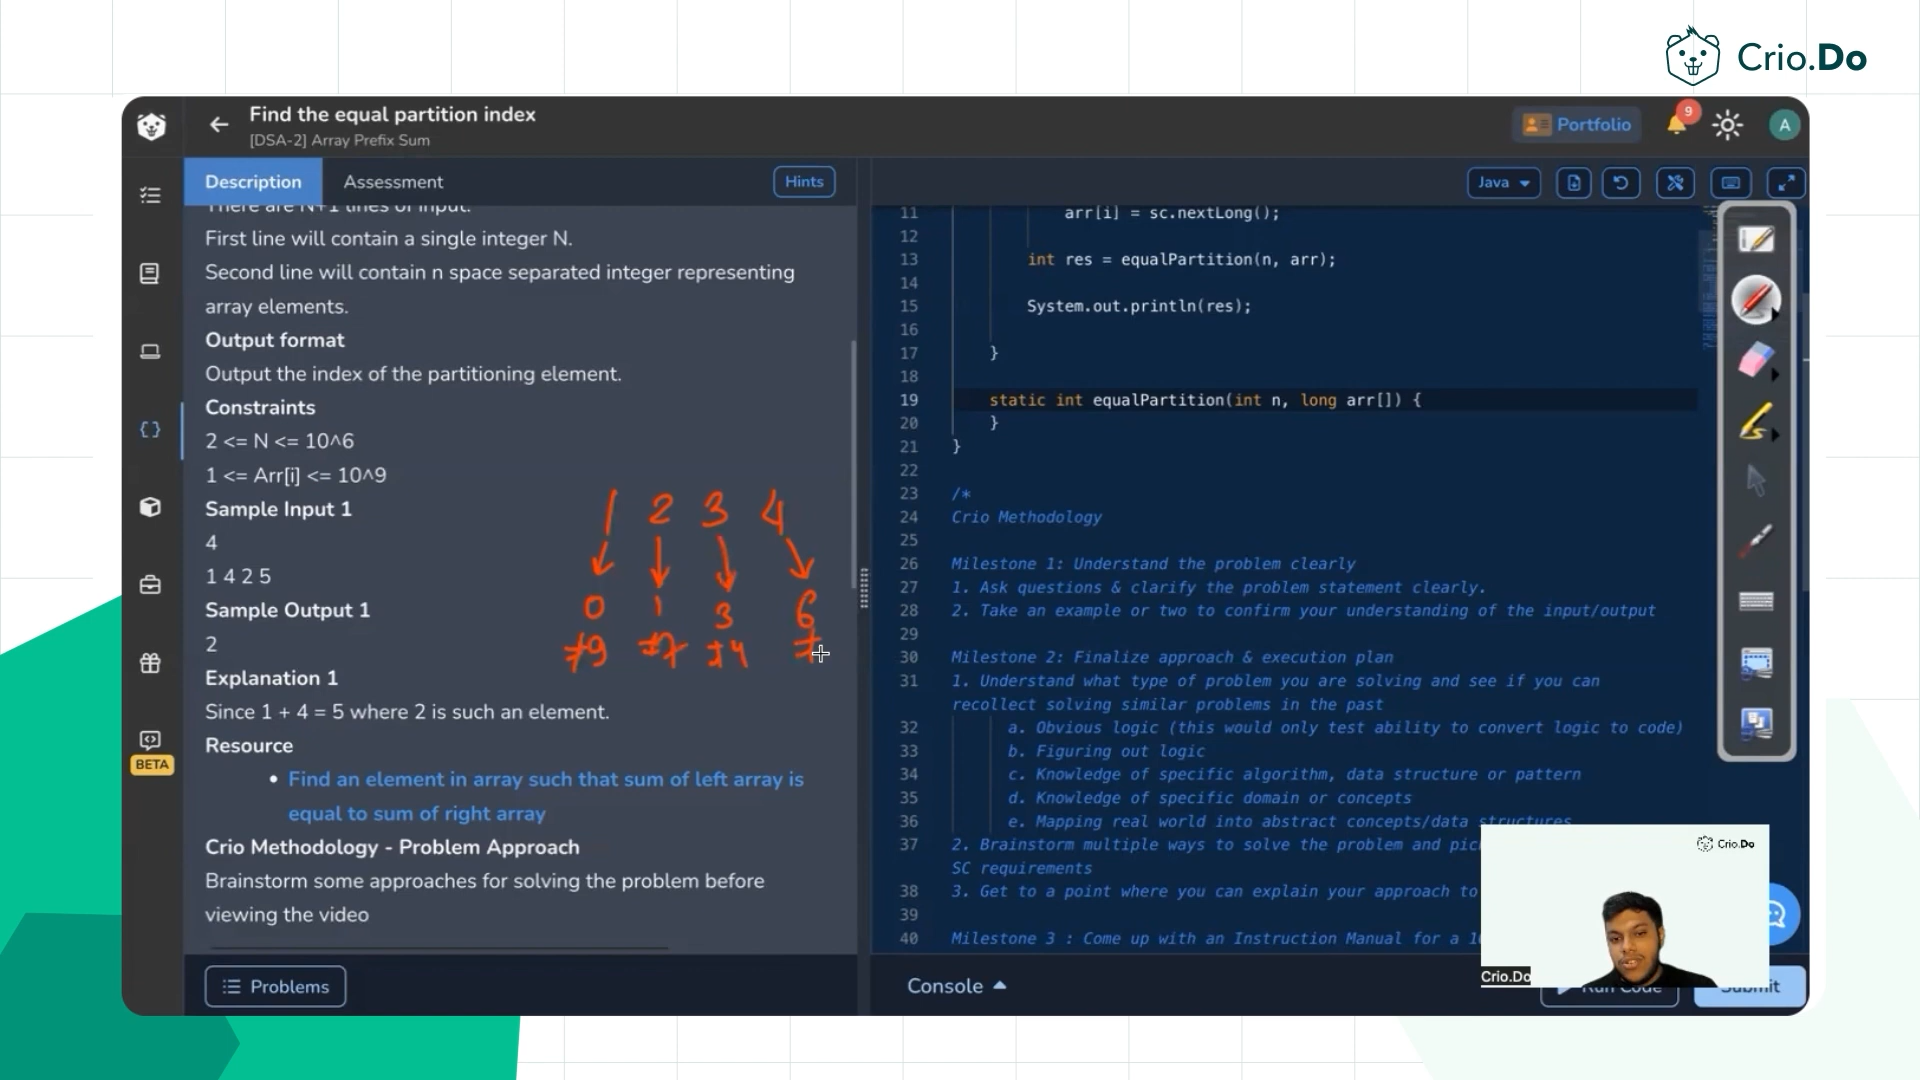 Crio.Do
Find the equal partition index
[DSA-2] Array Prefix Sum
Portfolio
9
A
Description
Assessment
Hints
There are N+1 lines of input.
First line will contain a single integer N.
Second line will contain n space separated integer representing
array elements.
Output format
Output the index of the partitioning element.
Constraints
2 <= N <= 10^6
1 <= Arr[i] <= 10^9
Sample Input 1
4
1 4 2 5
Sample Output 1
2
Explanation 1
Since 1 + 4 = 5 where 2 is such an element.
Resource
• Find an element in array such that sum of left array is
equal to sum of right array
Crio Methodology - Problem Approach
Brainstorm some approaches for solving the problem before
viewing the video
1 2 3 4
0 1 3 6
+9 +7 +4 +
BETA
Problems
Java
11 arr[i] = sc.nextLong();
12
13 int res = equalPartition(n, arr);
14
15 System.out.println(res);
16
17 }
18
19 static int equalPartition(int n, long arr[]) {
20 }
21 }
22
23 /*
24 Crio Methodology
25
26 Milestone 1: Understand the problem clearly
27 1. Ask questions & clarify the problem statement clearly.
28 2. Take an example or two to confirm your understanding of the input/output
29
30 Milestone 2: Finalize approach & execution plan
31 1. Understand what type of problem you are solving and see if you can
recollect solving similar problems in the past
32 a. Obvious logic (this would only test ability to convert logic to code)
33 b. Figuring out logic
34 c. Knowledge of specific algorithm, data structure or pattern
35 d. Knowledge of specific domain or concepts
36 e. Mapping real world into abstract concepts/data structures
37 2. Brainstorm multiple ways to solve the problem and pic
SC requirements
38 3. Get to a point where you can explain your approach to
39
40 Milestone 3 : Come up with an Instruction Manual for a 1
Console
Run Code
Submit
Crio.Do
Crio.Do